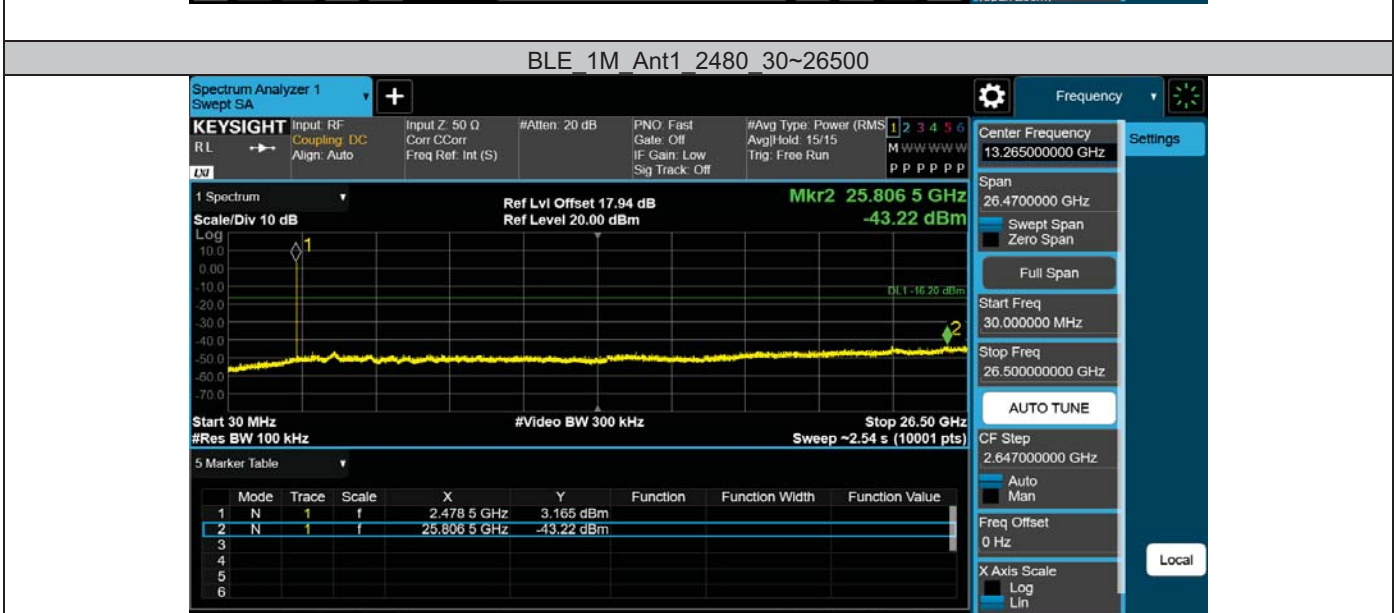 BLE_1M_Ant1_2480_30~26500
Spectrum Analyzer 1
Swept SA
+
Frequency
KEYSIGHT
RL
LXI
Input: RF
Coupling: DC
Align: Auto
Input Z: 50 Ω
Corr CCorr
Freq Ref: Int (S)
#Atten: 20 dB
PNO: Fast
Gate: Off
IF Gain: Low
Sig Track: Off
#Avg Type: Power (RMS
Avg|Hold: 15/15
Trig: Free Run
1 2 3 4 5 6
M W W W W W
P P P P P P
Settings
Center Frequency
13.265000000 GHz
Span
26.4700000 GHz
Swept Span
Zero Span
Full Span
Start Freq
30.000000 MHz
Stop Freq
26.500000000 GHz
AUTO TUNE
CF Step
2.647000000 GHz
Auto
Man
Freq Offset
0 Hz
X Axis Scale
Log
Lin
Local
1 Spectrum
Scale/Div 10 dB
Ref Lvl Offset 17.94 dB
Ref Level 20.00 dBm
Mkr2 25.806 5 GHz
-43.22 dBm
Log
10.0
0.00
-10.0
-20.0
-30.0
-40.0
-50.0
-60.0
-70.0
1
DL1 -16.20 dBm
2
Start 30 MHz
#Video BW 300 kHz
Stop 26.50 GHz
#Res BW 100 kHz
Sweep ~2.54 s (10001 pts)
5 Marker Table
Mode Trace Scale X Y Function Function Width Function Value
1 N 1 f 2.478 5 GHz 3.165 dBm
2 N 1 f 25.806 5 GHz -43.22 dBm
3
4
5
6